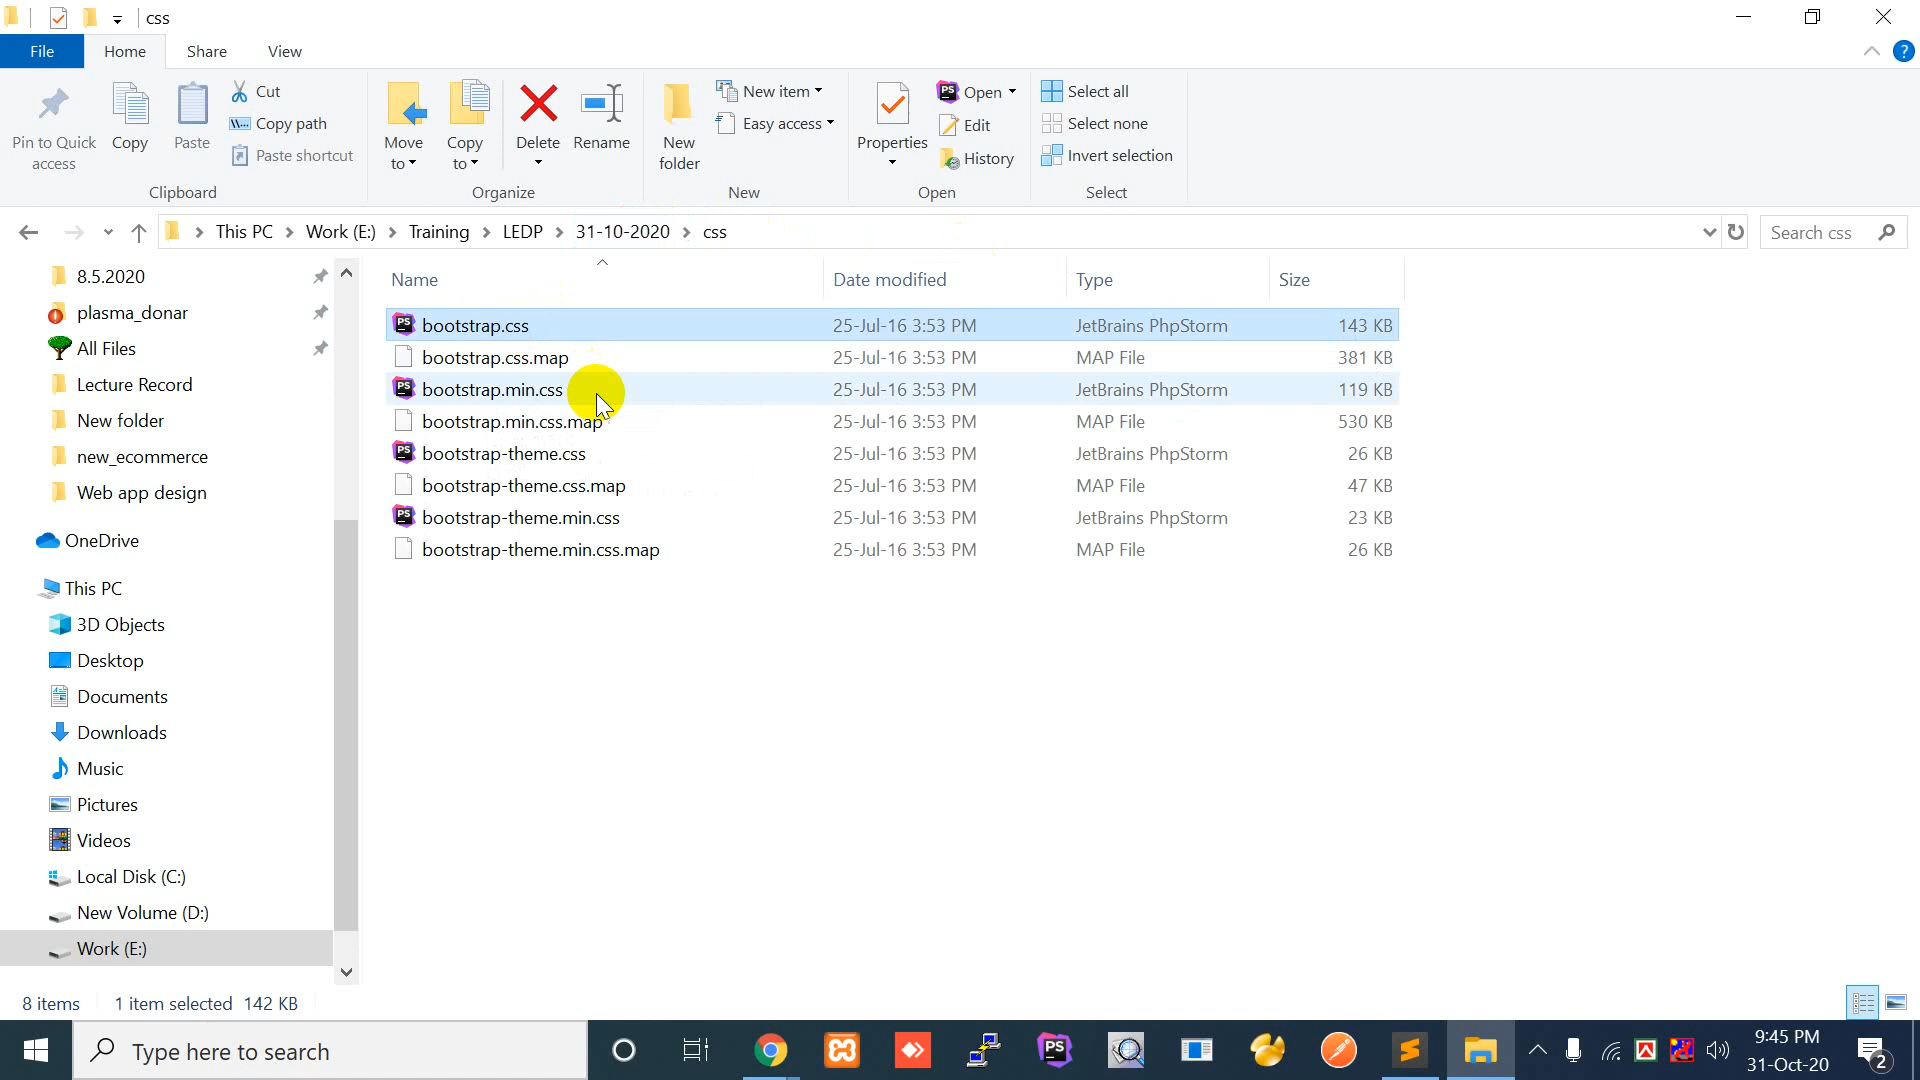 css
File Home Share View
Pin to Quick access
Copy
Paste
Cut
Copy path
Paste shortcut
Clipboard
Move to
Copy to
Delete
Rename
Organize
New folder
New item
Easy access
New
Properties
Open
Edit
History
Open
Select all
Select none
Invert selection
Select
This PC > Work (E:) > Training > LEDP > 31-10-2020 > css
Search css
8.5.2020
plasma_donar
All Files
Lecture Record
New folder
new_ecommerce
Web app design
OneDrive
This PC
3D Objects
Desktop
Documents
Downloads
Music
Pictures
Videos
Local Disk (C:)
New Volume (D:)
Work (E:)
Name Date modified Type Size
bootstrap.css 25-Jul-16 3:53 PM JetBrains PhpStorm 143 KB
bootstrap.css.map 25-Jul-16 3:53 PM MAP File 381 KB
bootstrap.min.css 25-Jul-16 3:53 PM JetBrains PhpStorm 119 KB
bootstrap.min.css.map 25-Jul-16 3:53 PM MAP File 530 KB
bootstrap-theme.css 25-Jul-16 3:53 PM JetBrains PhpStorm 26 KB
bootstrap-theme.css.map 25-Jul-16 3:53 PM MAP File 47 KB
bootstrap-theme.min.css 25-Jul-16 3:53 PM JetBrains PhpStorm 23 KB
bootstrap-theme.min.css.map 25-Jul-16 3:53 PM MAP File 26 KB
8 items 1 item selected 142 KB
Type here to search
PS
9:45 PM
31-Oct-20
2